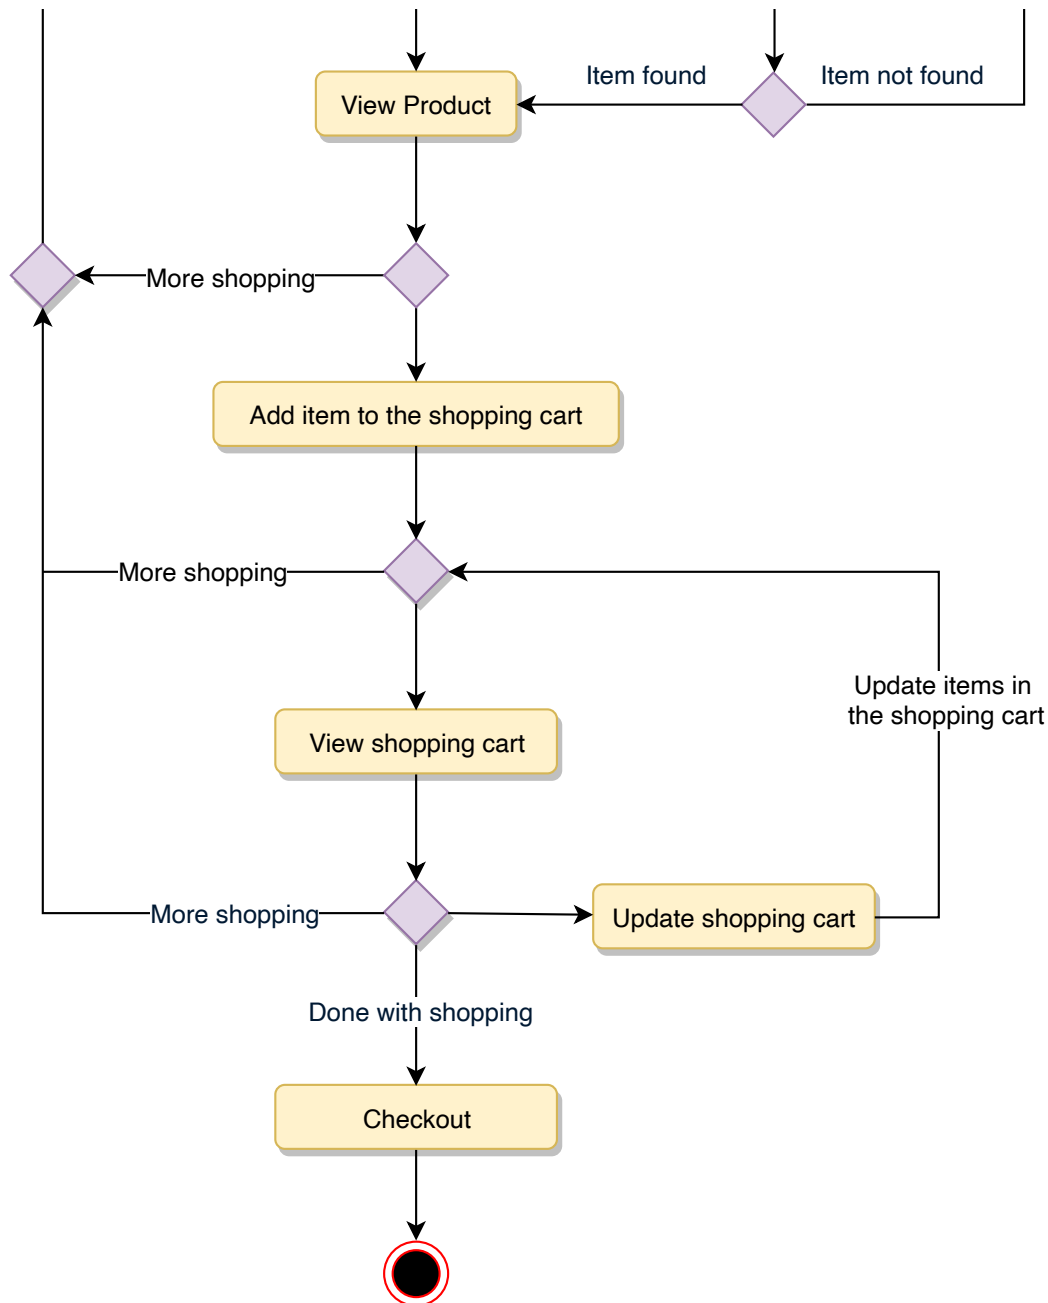 Item found
Item not found
View Product
More shopping
Add item to the shopping cart
More shopping
Update items in
the shopping cart
View shopping cart
More shopping
Update shopping cart
Done with shopping
Checkout